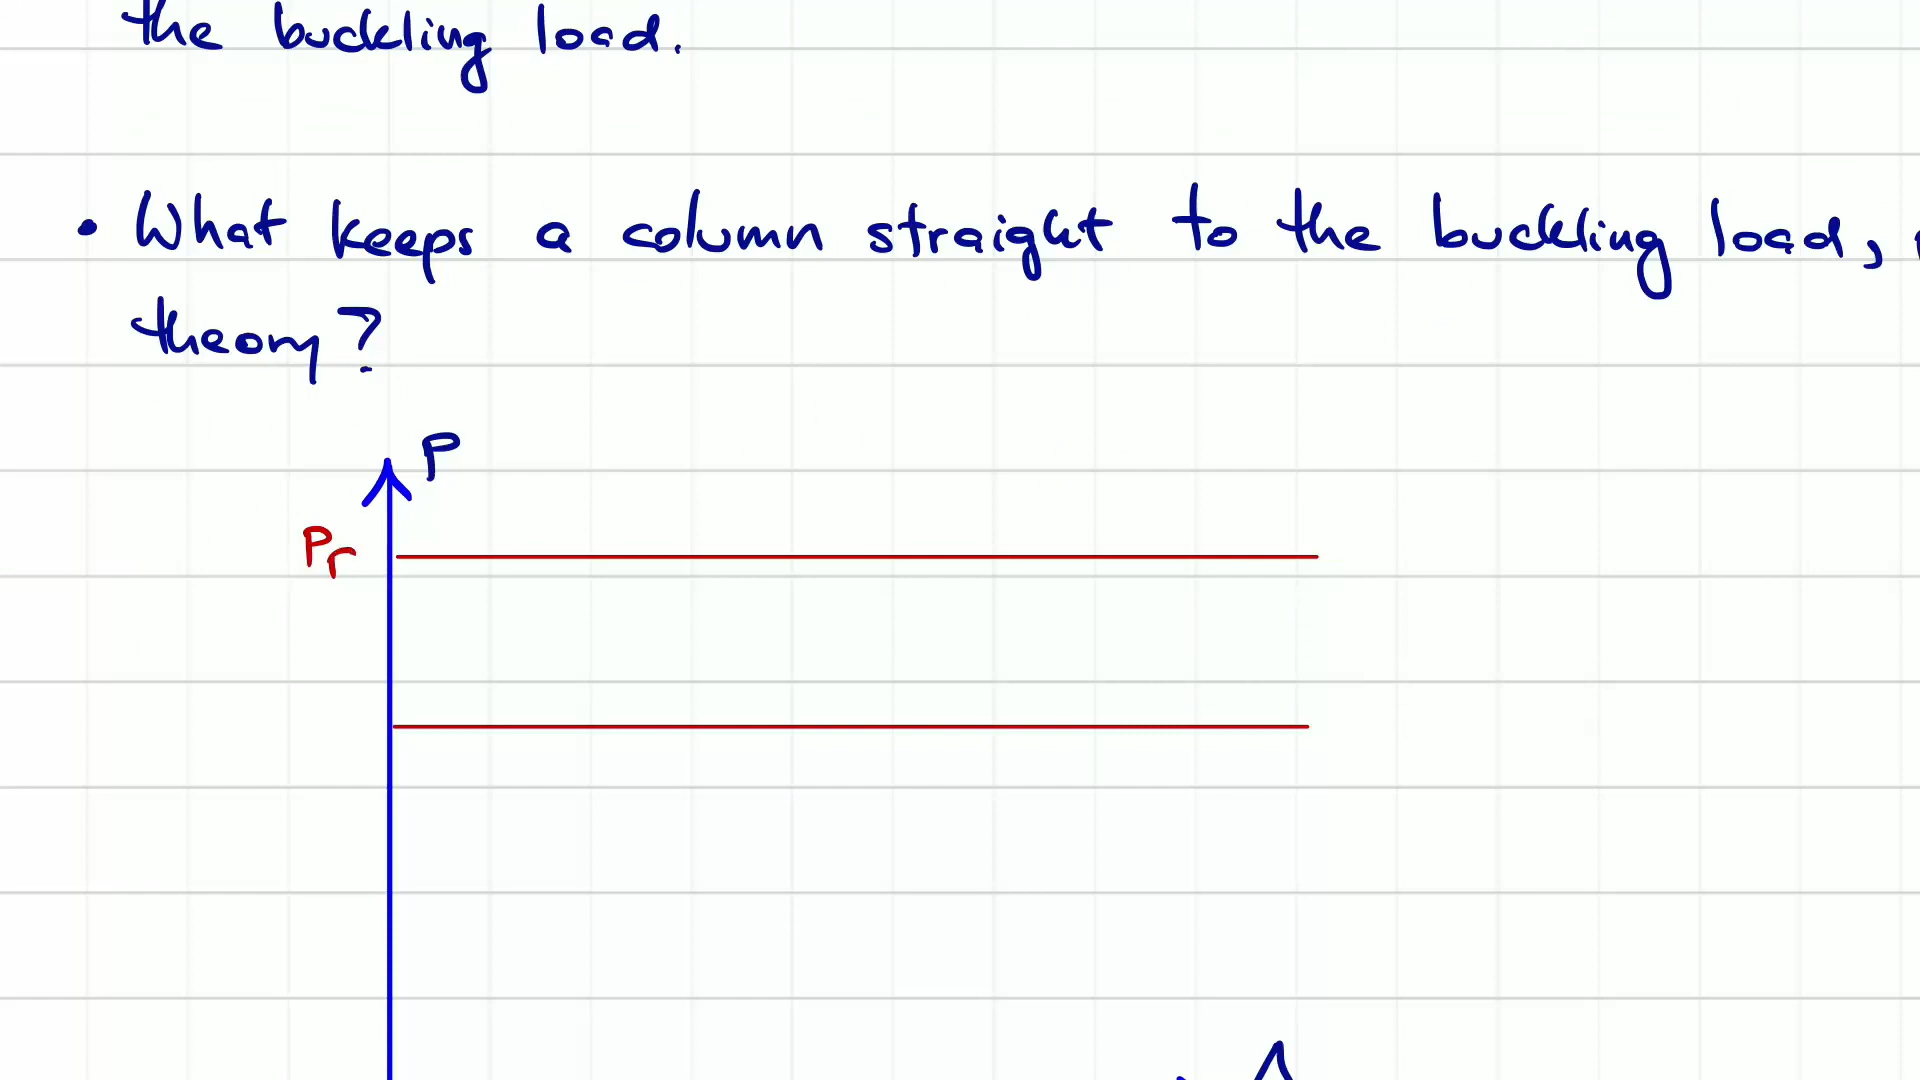 the buckling load.
• What keeps a column straight to the buckling load,
theory?
P
Pr